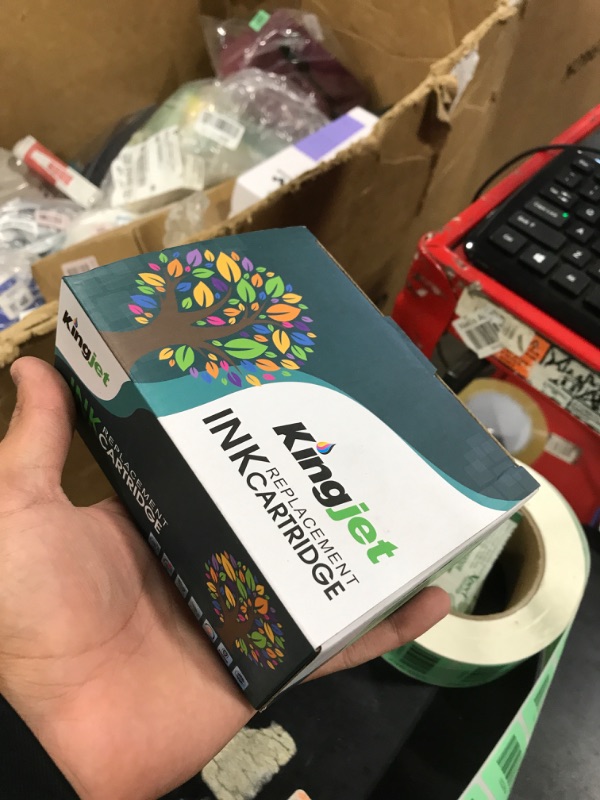 Kingjet
REPLACEMENT
INK CARTRIDGE
Kingjet
INK REPLACEMENT
CARTRIDGE